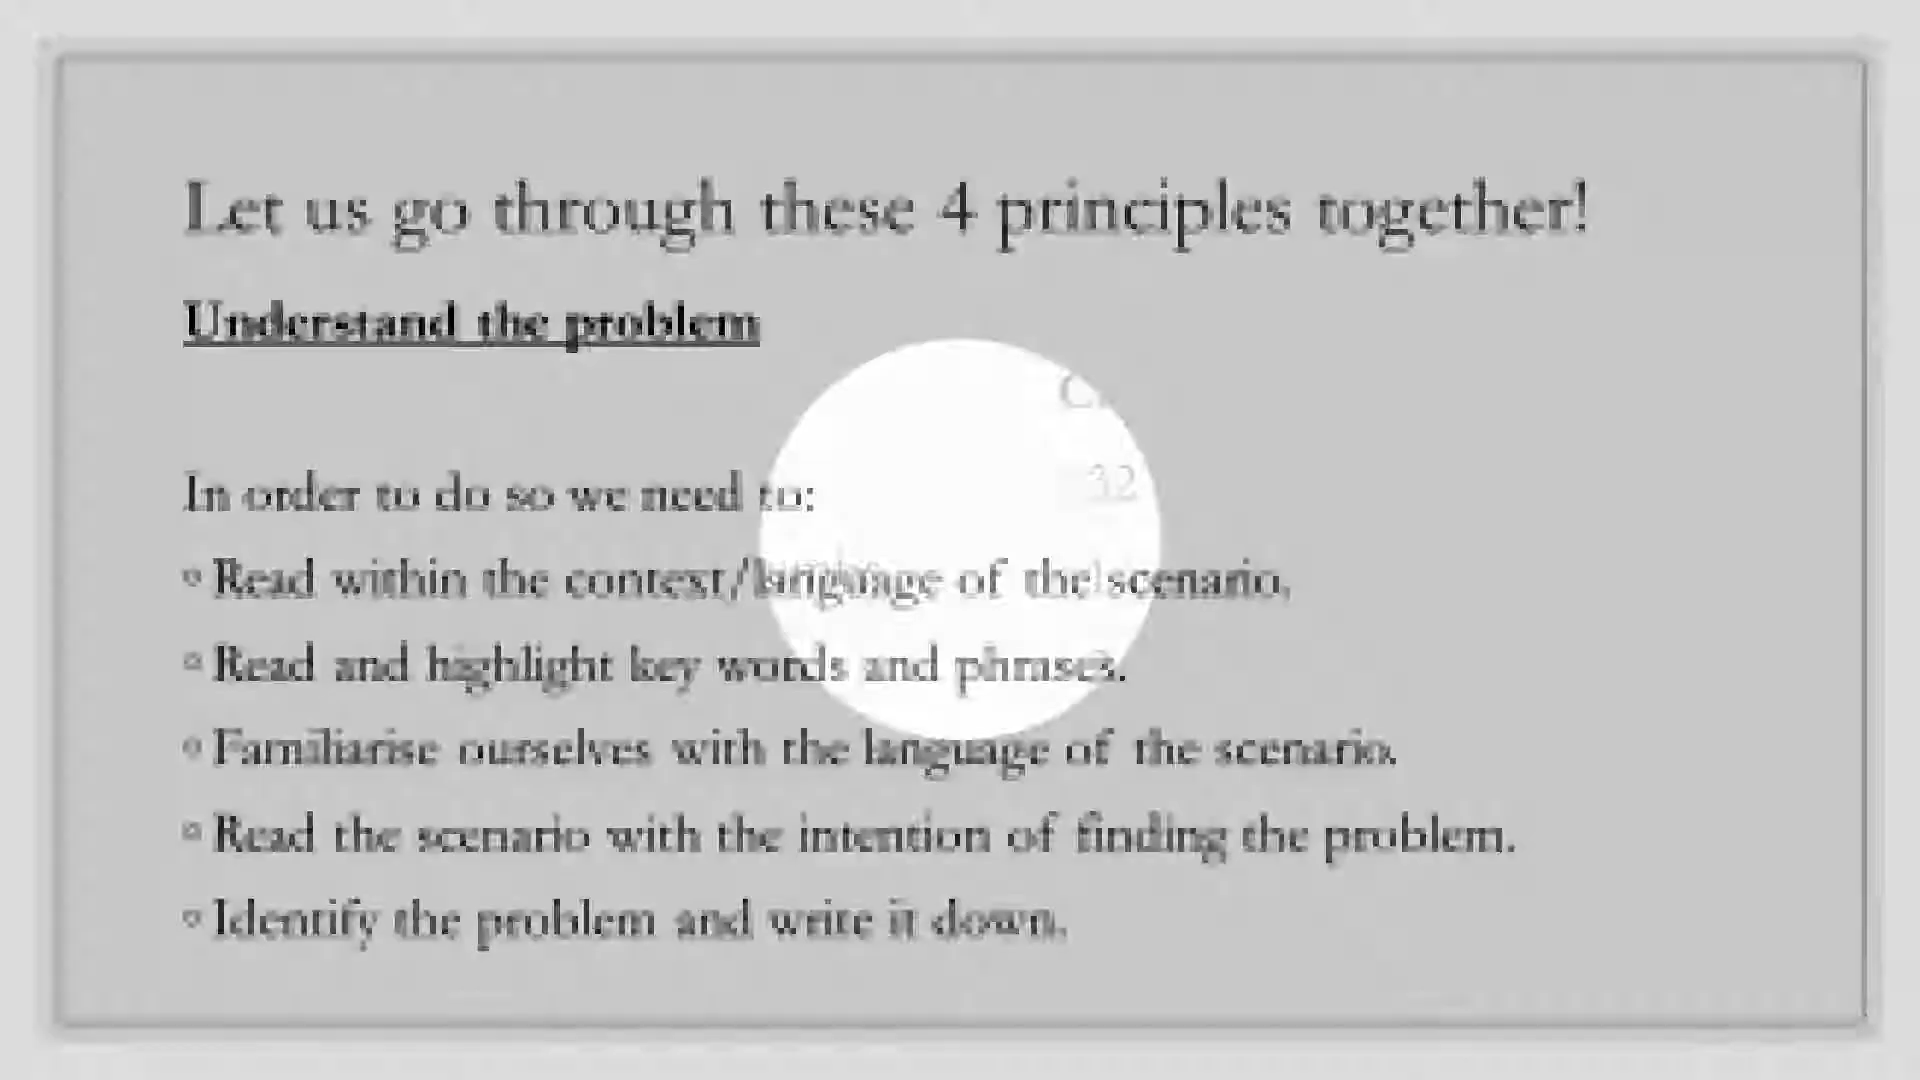 Let us go through these 4 principles together!
Understand the problem
In order to do so we need to:
◦ Read within the context/language of the scenario.
◦ Read and highlight key words and phrases.
◦ Familiarise ourselves with the language of the scenario.
◦ Read the scenario with the intention of finding the problem.
◦ Identify the problem and write it down.
32